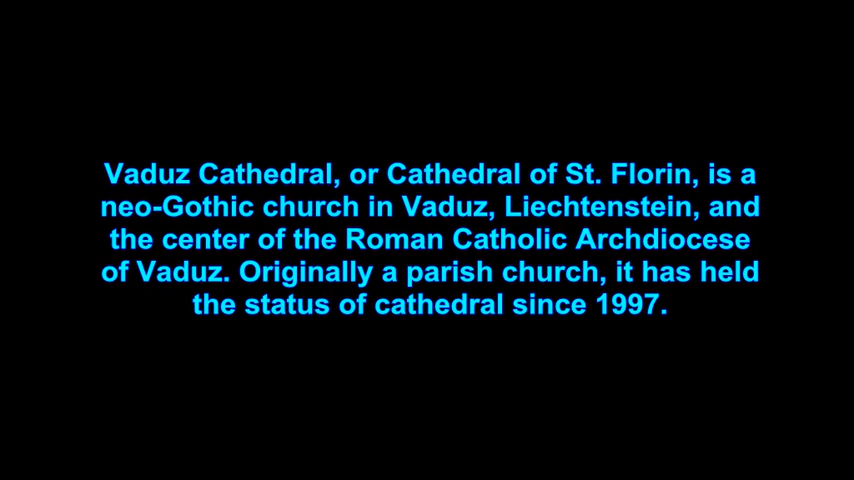 Vaduz Cathedral, or Cathedral of St. Florin, is a
neo-Gothic church in Vaduz, Liechtenstein, and
the center of the Roman Catholic Archdiocese
of Vaduz. Originally a parish church, it has held
the status of cathedral since 1997.